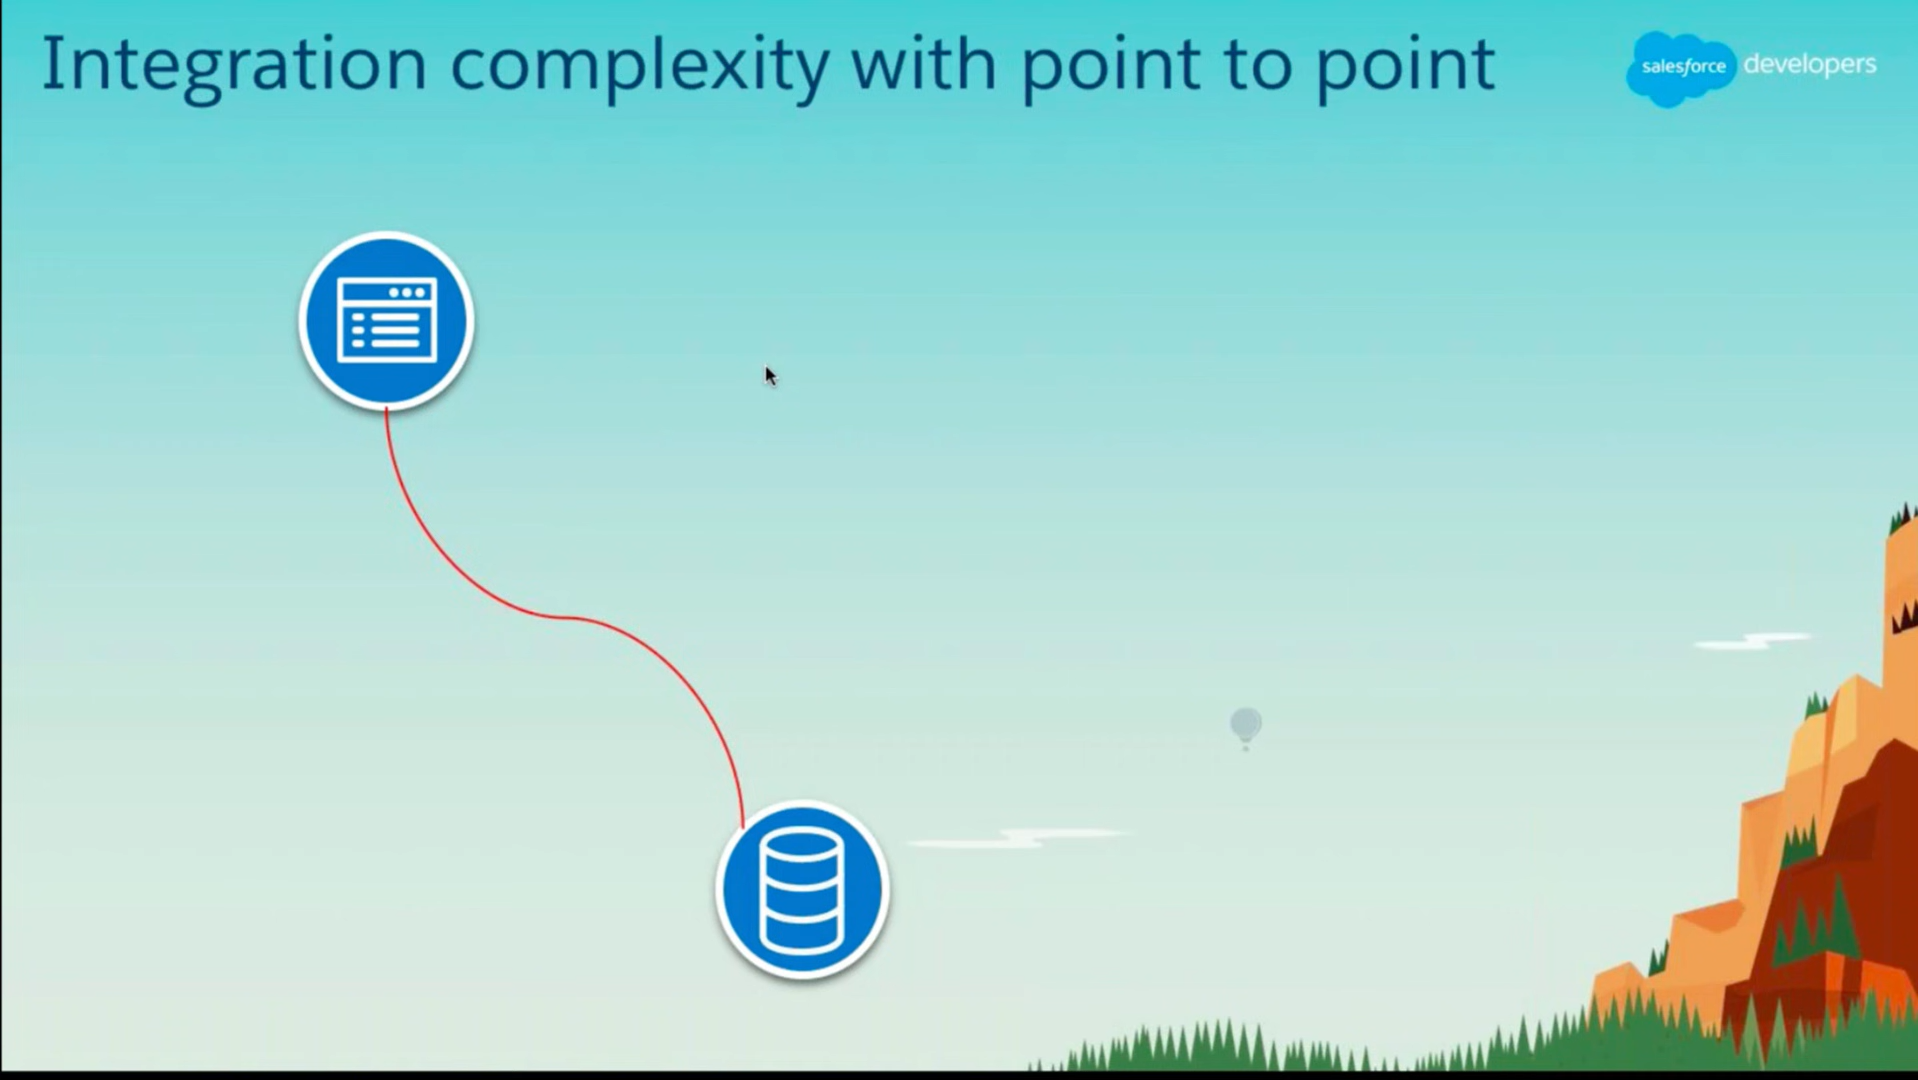 Integration complexity with point to point
salesforce developers